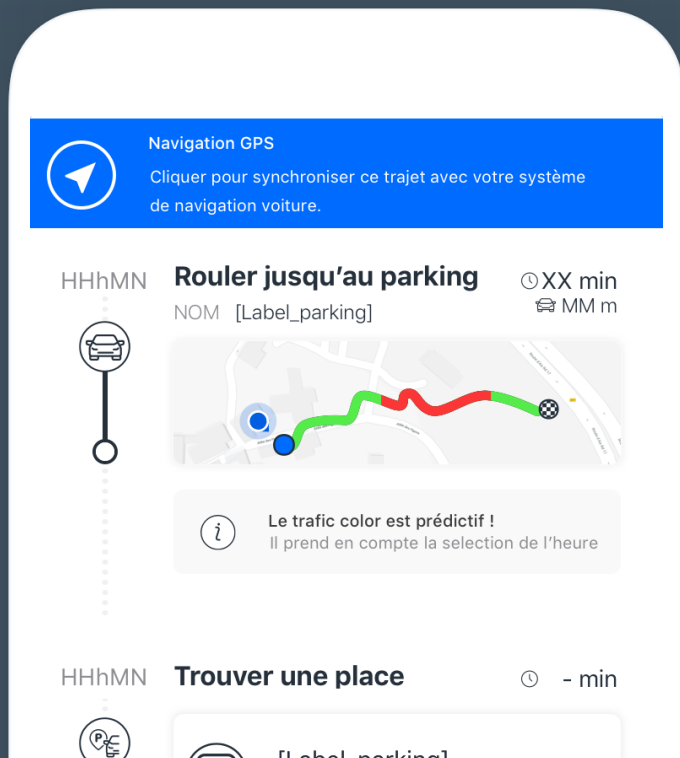 Navigation GPS
Cliquer pour synchroniser ce trajet avec votre système
de navigation voiture.
HHhMN
Rouler jusqu’au parking
XX min
NOM [Label_parking]
MM m
Le trafic color est prédictif !
Il prend en compte la selection de l’heure
HHhMN
Trouver une place
- min
P
[Label_parking]